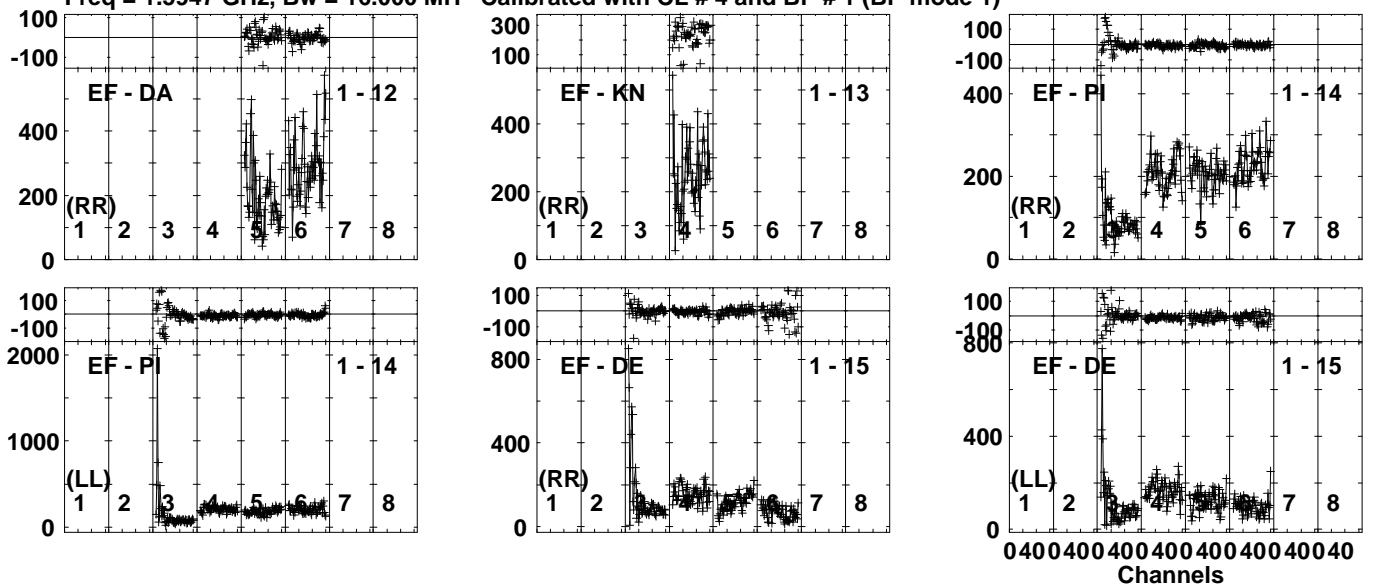 Freq = 1.5947 GHz, Bw = 16.000 MH Calibrated with CL # 4 and BP # 1 (BP mode 1)
100
-100
EF - DA 1 - 12
400
200
0
(RR)
1 2 3 4 5 6 7 8
300
100
EF - KN 1 - 13
400
200
0
(RR)
1 2 3 4 5 6 7 8
100
-100
EF - PI 1 - 14
400
200
0
(RR)
1 2 3 4 5 6 7 8
100
-100
2000
EF - PI 1 - 14
1000
0
(LL)
1 2 3 4 5 6 7 8
100
-100
800
EF - DE 1 - 15
400
0
(RR)
1 2 3 4 5 6 7 8
100
-100
800
EF - DE 1 - 15
400
0
(LL)
1 2 3 4 5 6 7 8
0 40 0 40 0 40 0 40 0 40 0 40 0 40 0 40
Channels